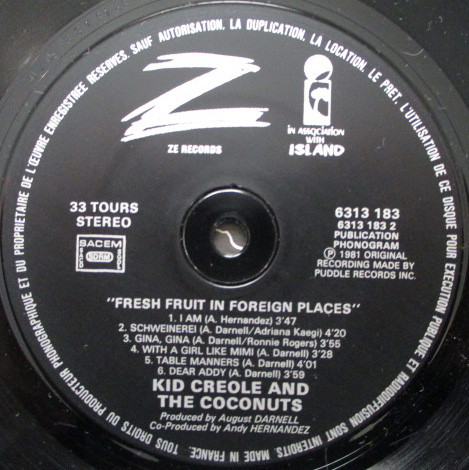 TOUS DROITS DU PRODUCTEUR PHONOGRAPHIQUE ET DU PROPRIETAIRE DE L'ŒUVRE ENREGISTREE RESERVES. SAUF AUTORISATION, LA DUPLICATION, LA LOCATION, LE PRET, L'UTILISATION DE CE DISQUE POUR EXECUTION PUBLIQUE ET RADIODIFFUSION SONT INTERDITS. MADE IN FRANCE.
Z
ZE RECORDS
i
IN ASSOCIATION
WITH
ISLAND
33 TOURS
STEREO
SACEM
SDRM
6313 183
6313 183 2
PUBLICATION
PHONOGRAM
℗ 1981 ORIGINAL
RECORDING MADE BY
PUDDLE RECORDS INC.
"FRESH FRUIT IN FOREIGN PLACES"
1. I AM (A. Hernandez) 3'47
2. SCHWEINEREI (A. Darnell/Adriana Kaegi) 4'20
3. GINA, GINA (A. Darnell/Ronnie Rogers) 3'55
4. WITH A GIRL LIKE MIMI (A. Darnell) 3'28
5. TABLE MANNERS (A. Darnell) 4'01
6. DEAR ADDY (A. Darnell) 3'59
KID CREOLE AND
THE COCONUTS
Produced by August DARNELL
Co-Produced by Andy HERNANDEZ